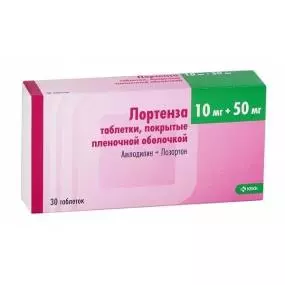 Лортенза
10 мг + 50 мг
таблетки, покрытые
пленочной оболочкой
Амлодипин + Лозартан
30 таблеток
KRKA